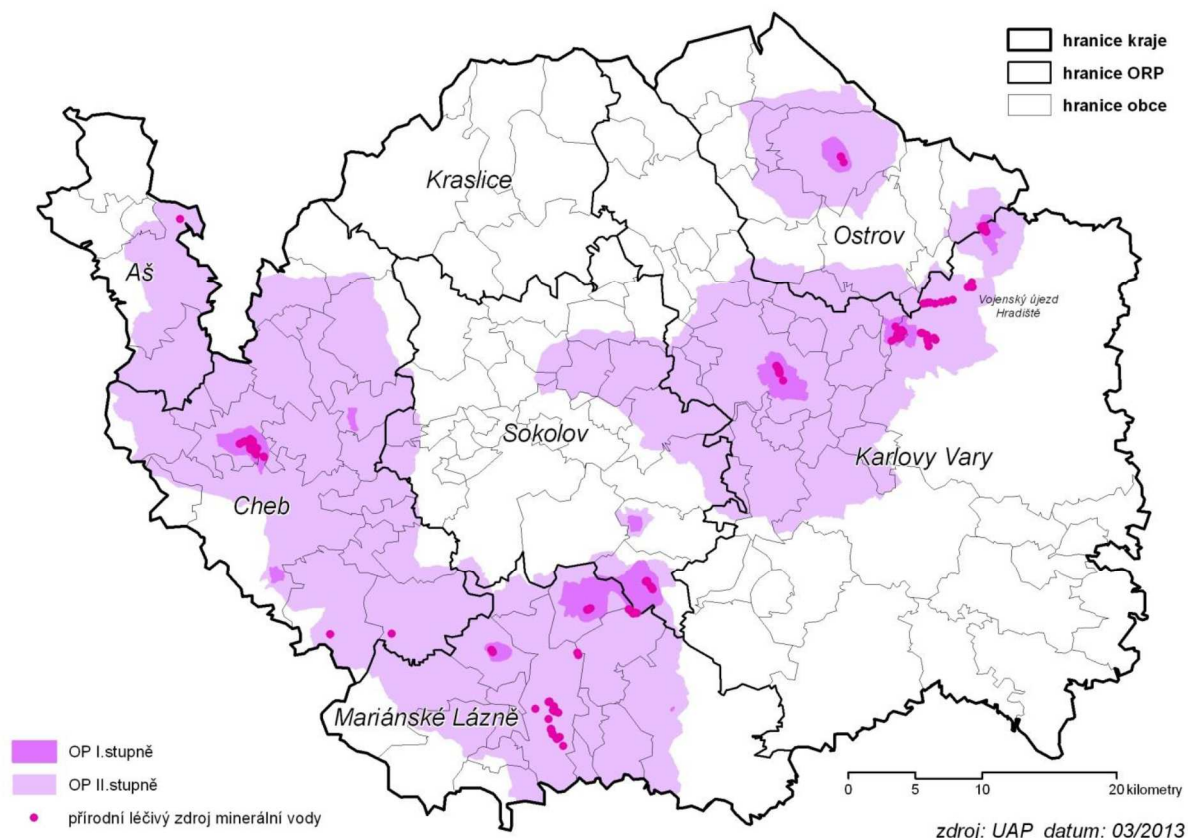 hranice kraje
hranice ORP
hranice obce
Kraslice
Ostrov
Aš
Vojenský újezd
Hradiště
Sokolov
Karlovy Vary
Cheb
Mariánské Lázně
OP I.stupně
OP II.stupně
přírodní léčivý zdroj minerální vody
0 5 10 20 kilometry
zdroj: UAP datum: 03/2013